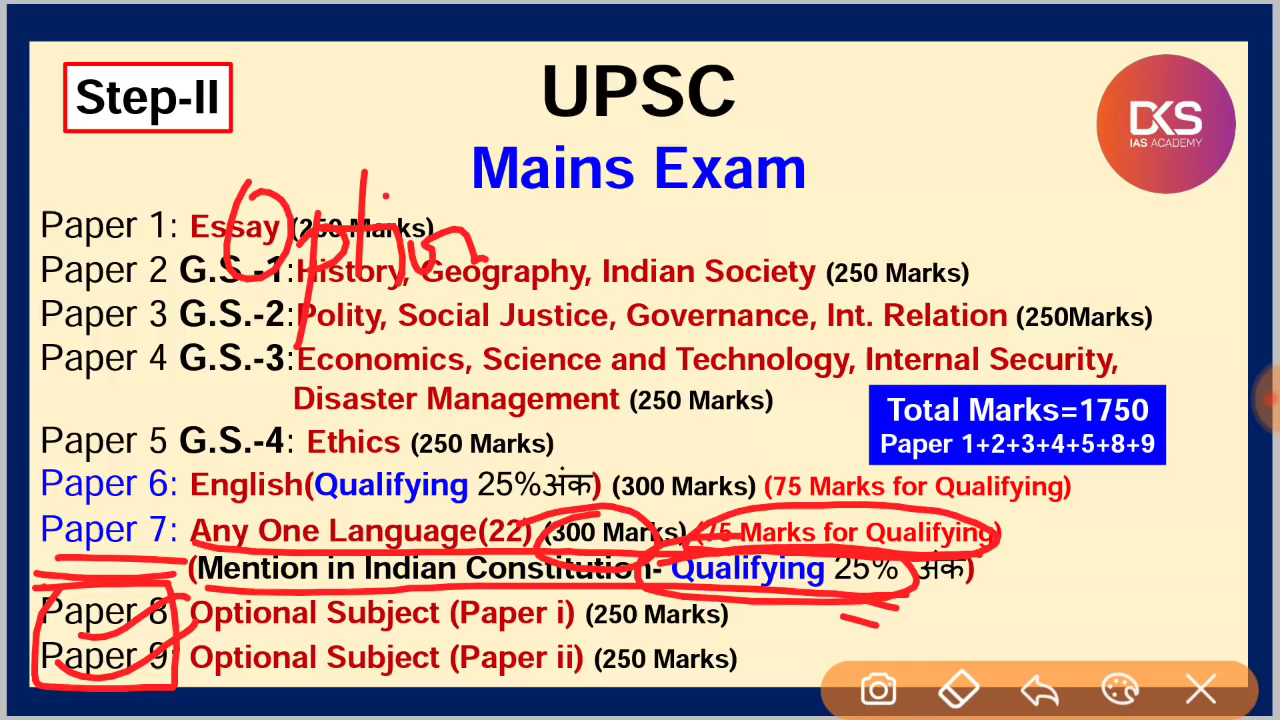 Step-II
UPSC
DKS
IAS ACADEMY
Mains Exam
Option
Paper 1: Essay (250 Marks)
Paper 2 G.S.-1:History, Geography, Indian Society (250 Marks)
Paper 3 G.S.-2:Polity, Social Justice, Governance, Int. Relation (250Marks)
Paper 4 G.S.-3:Economics, Science and Technology, Internal Security,
Disaster Management (250 Marks)
Total Marks=1750
Paper 1+2+3+4+5+8+9
Paper 5 G.S.-4: Ethics (250 Marks)
Paper 6: English(Qualifying 25%अंक) (300 Marks) (75 Marks for Qualifying)
Paper 7: Any One Language(22) (300 Marks) (75 Marks for Qualifying)
(Mention in Indian Constitution- Qualifying 25% अंक)
Paper 8: Optional Subject (Paper i) (250 Marks)
Paper 9: Optional Subject (Paper ii) (250 Marks)